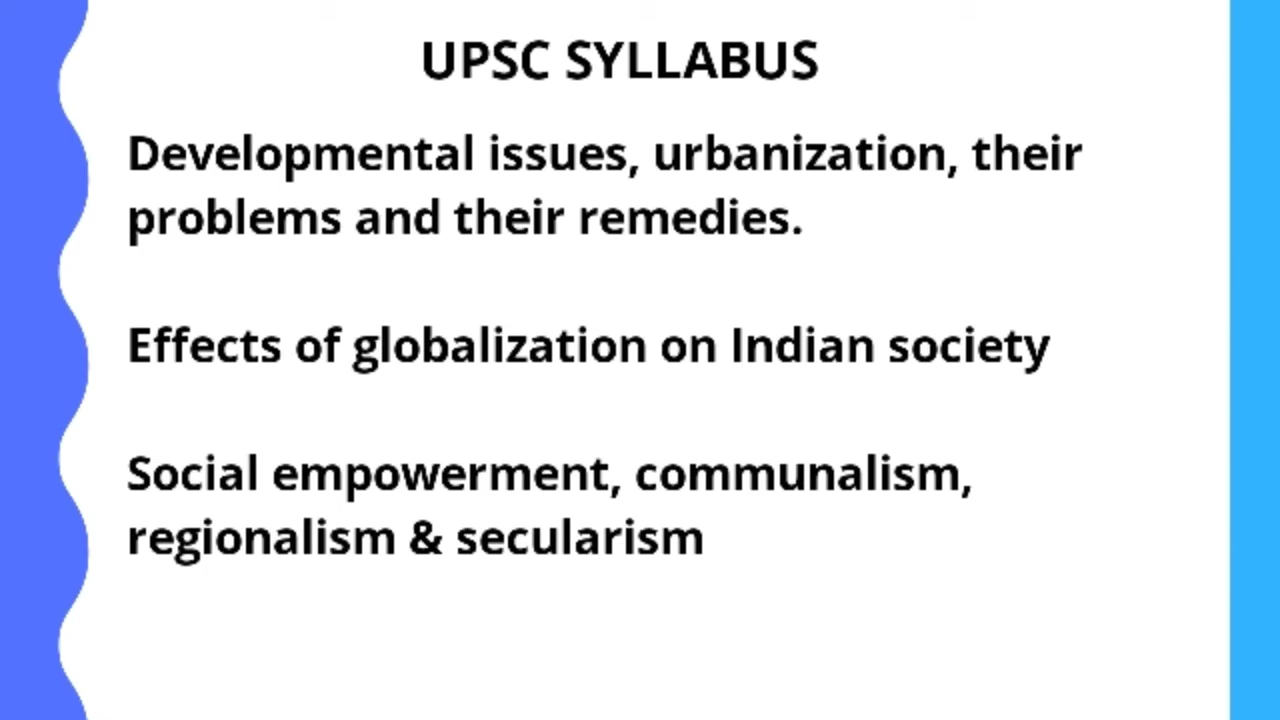 UPSC SYLLABUS
Developmental issues, urbanization, their
problems and their remedies.
Effects of globalization on Indian society
Social empowerment, communalism,
regionalism & secularism